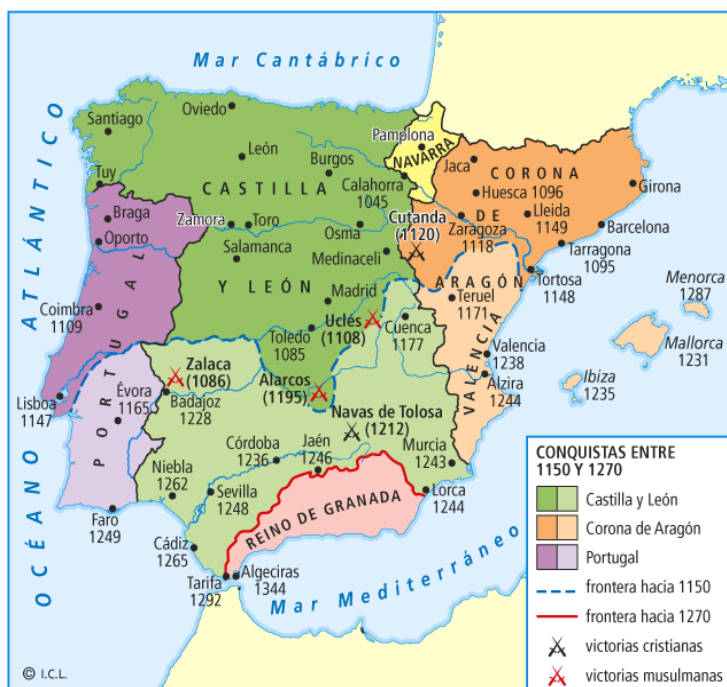 Mar Cantábrico
OCÉANO ATLÁNTICO
Mar Mediterráneo
Santiago
Oviedo
León
Burgos
Tuy
CASTILLA
Y LEÓN
Pamplona
NAVARRA
Calahorra
1045
Jaca
CORONA
DE
ARAGÓN
Huesca 1096
Girona
Lleida
1149
Barcelona
Zaragoza
1118
Tarragona
1095
Tortosa
1148
Cutanda
(1120)
Braga
Oporto
Zamora
Toro
Osma
Salamanca
Medinaceli
Madrid
Coimbra
1109
PORTUGAL
Toledo
1085
Uclés
(1108)
Cuenca
1177
Teruel
1171
VALENCIA
Valencia
1238
Alzira
1244
Menorca
1287
Mallorca
1231
Ibiza
1235
Lisboa
1147
Évora
1165
Zalaca
(1086)
Badajoz
1228
Alarcos
(1195)
Navas de Tolosa
(1212)
Córdoba
1236
Jaén
1246
Murcia
1243
Lorca
1244
Niebla
1262
Sevilla
1248
REINO DE GRANADA
Faro
1249
Cádiz
1265
Tarifa
1292
Algeciras
1344
CONQUISTAS ENTRE
1150 Y 1270
Castilla y León
Corona de Aragón
Portugal
frontera hacia 1150
frontera hacia 1270
victorias cristianas
victorias musulmanas
© I.C.L.